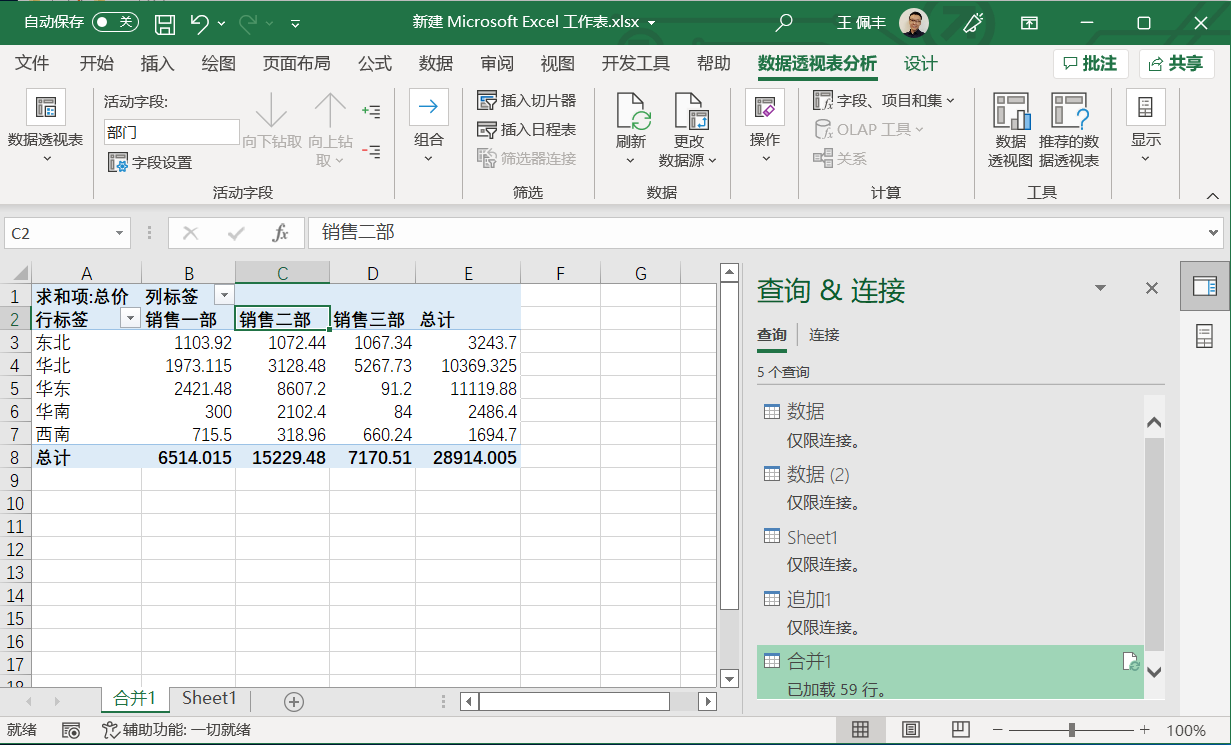 自动保存 关 新建 Microsoft Excel 工作表.xlsx 王 佩丰
文件 开始 插入 绘图 页面布局 公式 数据 审阅 视图 开发工具 帮助 数据透视表分析 设计 批注 共享
数据透视表
活动字段:
部门
字段设置
向下钻取 向上钻取
活动字段
组合
插入切片器
插入日程表
筛选器连接
筛选
刷新 更改
数据源
数据
操作
字段、项目和集
OLAP 工具
关系
计算
数据
透视图
推荐的数
据透视表
工具
显示
C2 fx 销售二部
A B C D E F G
1 求和项:总价 列标签
2 行标签 销售一部 销售二部 销售三部 总计
3 东北 1103.92 1072.44 1067.34 3243.7
4 华北 1973.115 3128.48 5267.73 10369.325
5 华东 2421.48 8607.2 91.2 11119.88
6 华南 300 2102.4 84 2486.4
7 西南 715.5 318.96 660.24 1694.7
8 总计 6514.015 15229.48 7170.51 28914.005
9
10
11
12
13
14
15
16
17
18
查询 & 连接
查询 连接
5 个查询
数据
仅限连接。
数据 (2)
仅限连接。
Sheet1
仅限连接。
追加1
仅限连接。
合并1
已加载 59 行。
合并1 Sheet1
就绪 辅助功能: 一切就绪 100%